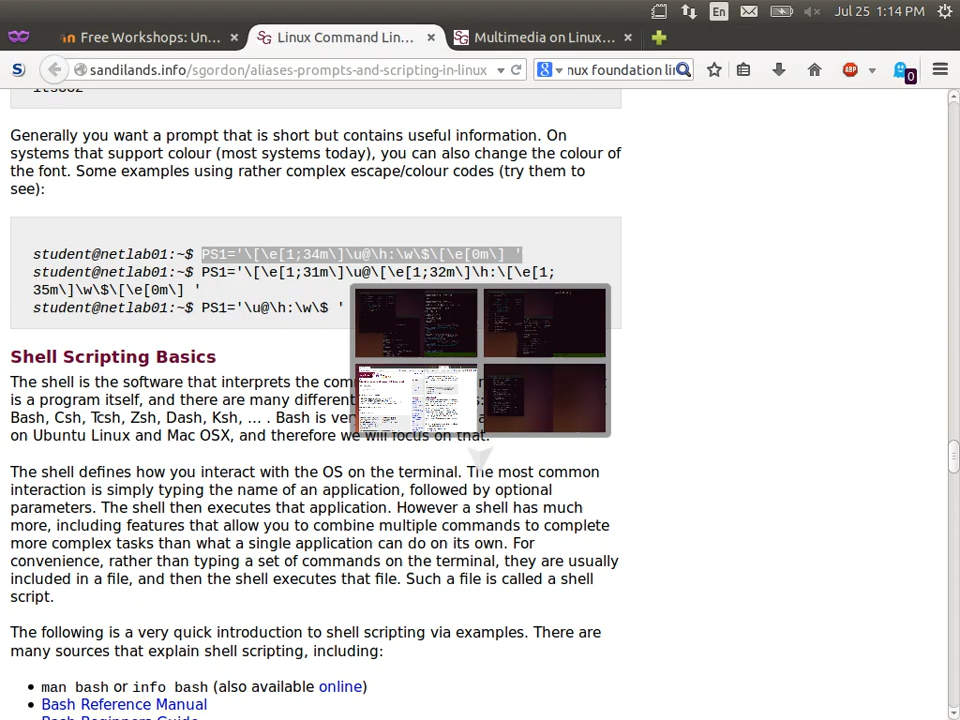 En
Jul 25 1:14 PM
Free Workshops: Un...
Linux Command Lin...
Multimedia on Linux...
sandilands.info/sgordon/aliases-prompts-and-scripting-in-linux
nux foundation li
ABP
0
Generally you want a prompt that is short but contains useful information. On
systems that support colour (most systems today), you can also change the colour of
the font. Some examples using rather complex escape/colour codes (try them to
see):
student@netlab01:~$ PS1='\[\e[1;34m\]\u@\h:\w\$\[\e[0m\] '
student@netlab01:~$ PS1='\[\e[1;31m\]\u@\[\e[1;32m\]\h:\[\e[1;
35m\]\w\$\[\e[0m\] '
student@netlab01:~$ PS1='\u@\h:\w\$ '
Shell Scripting Basics
The shell is the software that interprets the com
is a program itself, and there are many different
Bash, Csh, Tcsh, Zsh, Dash, Ksh, ... . Bash is ver
on Ubuntu Linux and Mac OSX, and therefore we will focus on that.
The shell defines how you interact with the OS on the terminal. The most common
interaction is simply typing the name of an application, followed by optional
parameters. The shell then executes that application. However a shell has much
more, including features that allow you to combine multiple commands to complete
more complex tasks than what a single application can do on its own. For
convenience, rather than typing a set of commands on the terminal, they are usually
included in a file, and then the shell executes that file. Such a file is called a shell
script.
The following is a very quick introduction to shell scripting via examples. There are
many sources that explain shell scripting, including:
man bash or info bash (also available online)
Bash Reference Manual
Bash Beginners Guide